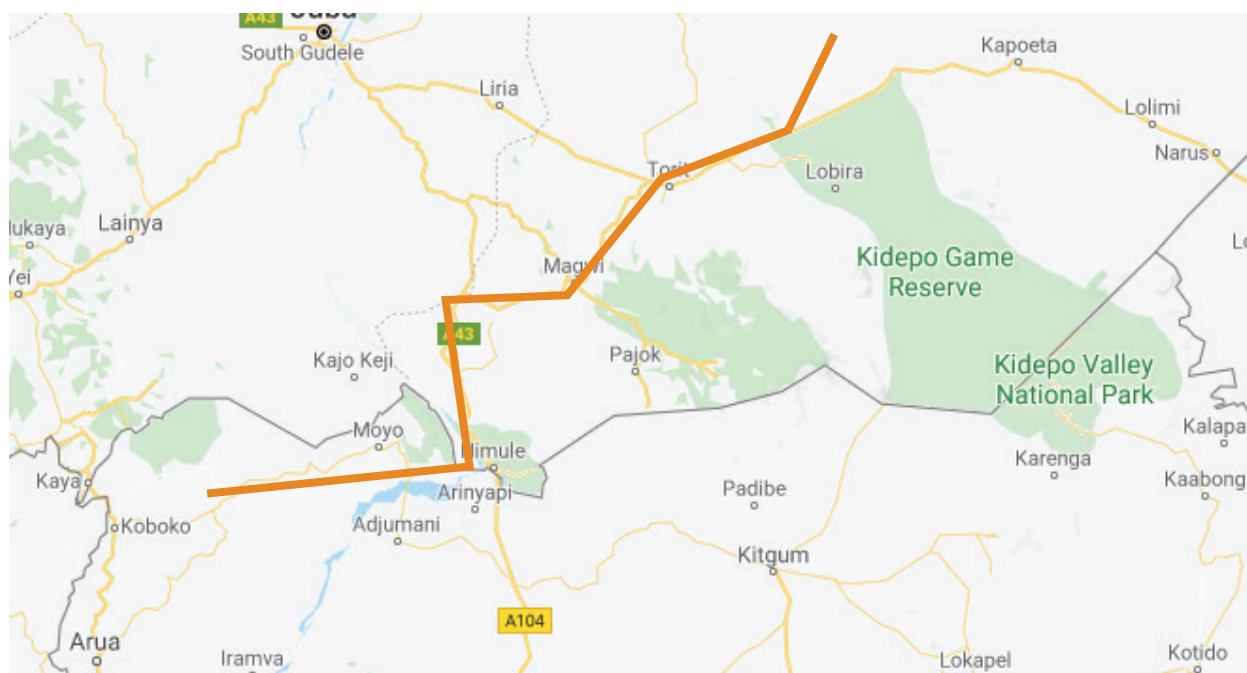 A43
Juba
South Gudele
Kapoeta
Liria
Lolimi
Narus
Torit
Lobira
Lainya
Magwi
Kidepo Game
Reserve
A43
Kajo Keji
Pajok
Kidepo Valley
National Park
Moyo
Nimule
Kalapa
Karenga
Kaya
Kaabong
Padibe
Arinyapi
Koboko
Adjumani
Kitgum
A104
Arua
Iramva
Lokapel
Kotido